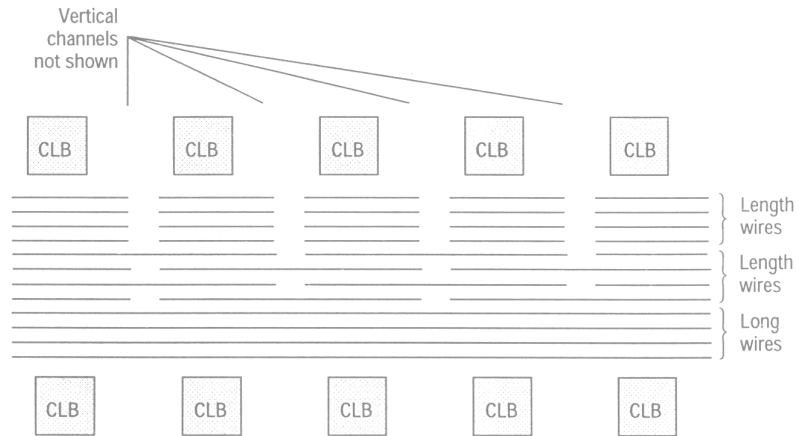 Vertical
channels
not shown
CLB CLB CLB CLB CLB
Length
wires
Length
wires
Long
wires
CLB CLB CLB CLB CLB